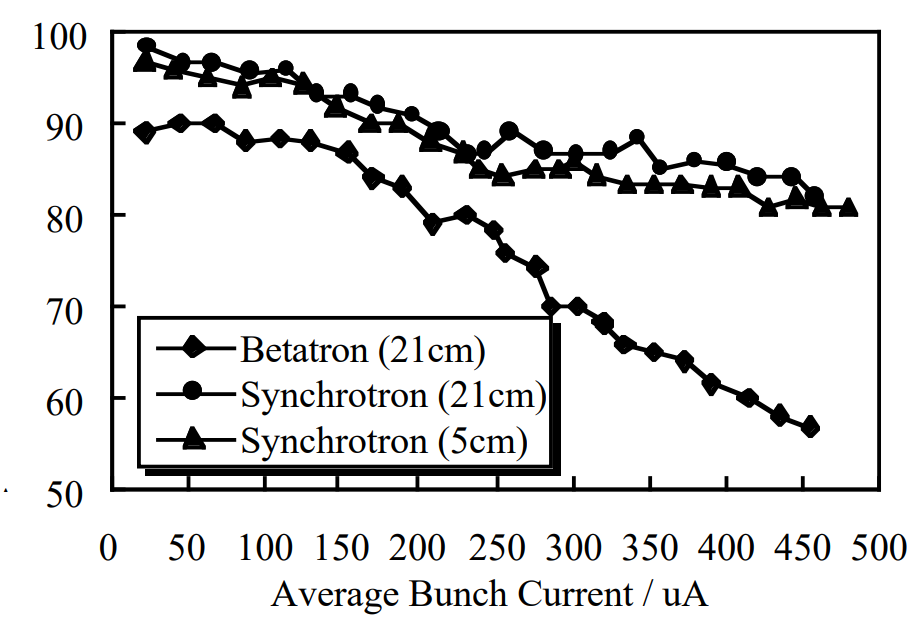 100
90
80
70
60
50
Betatron (21cm)
Synchrotron (21cm)
Synchrotron (5cm)
0 50 100 150 200 250 300 350 400 450 500
Average Bunch Current / uA